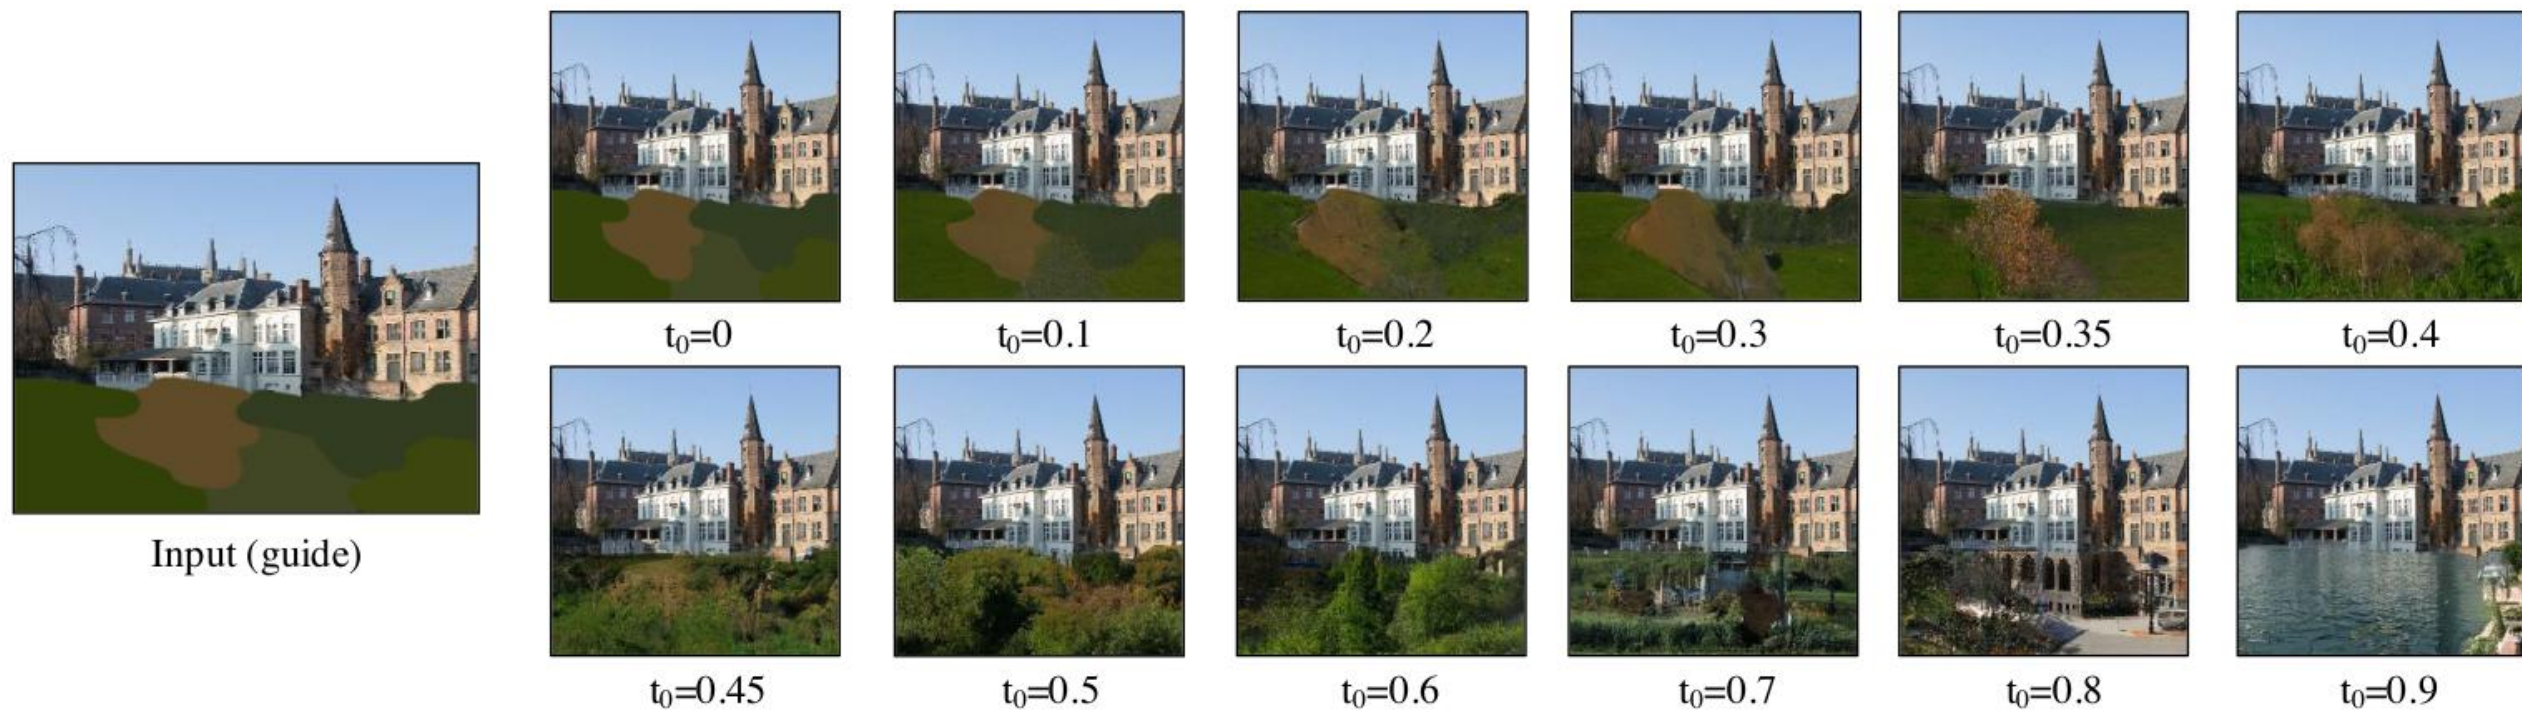 t₀=0
t₀=0.1
t₀=0.2
t₀=0.3
t₀=0.35
t₀=0.4
Input (guide)
t₀=0.45
t₀=0.5
t₀=0.6
t₀=0.7
t₀=0.8
t₀=0.9